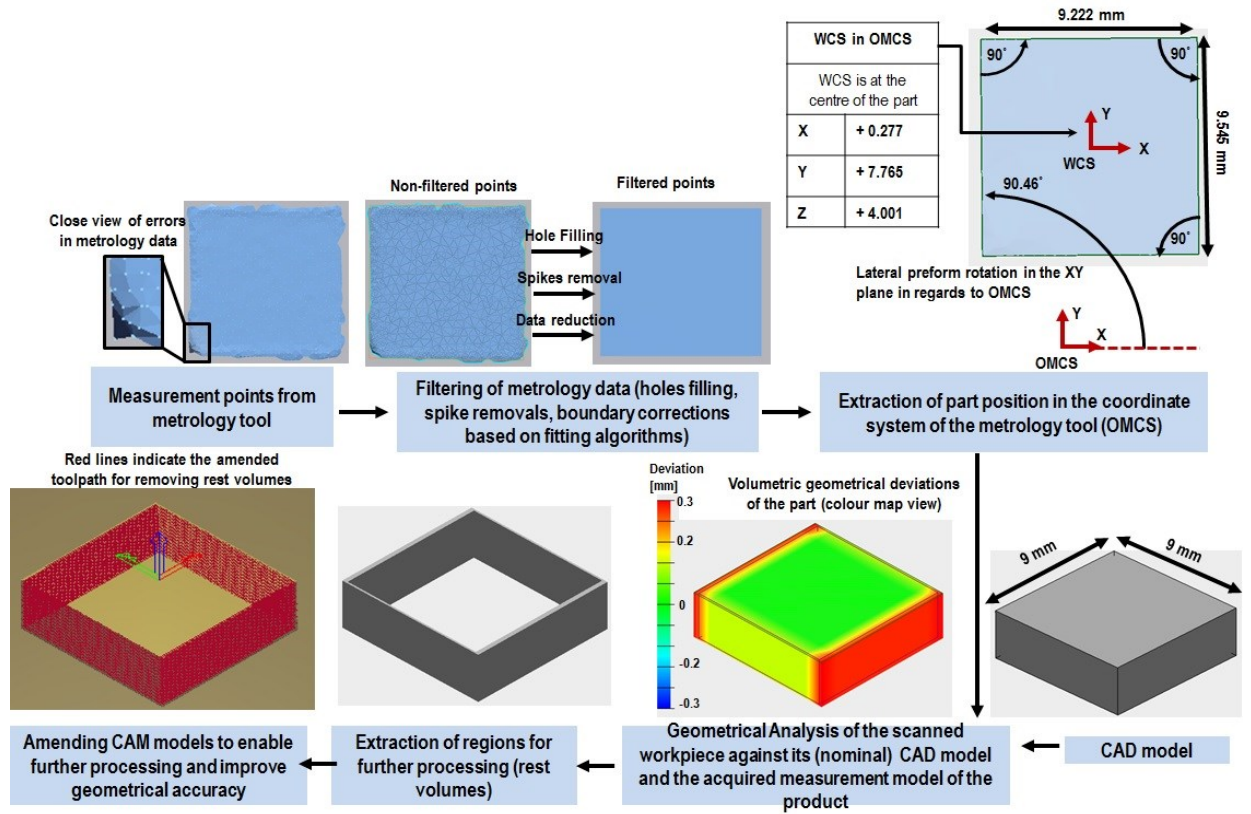 9.222 mm
WCS in OMCS
WCS is at the
centre of the part
X + 0.277
Y + 7.765
Z + 4.001
90˚
90˚
Y
X
WCS
9.545 mm
90.46˚
90˚
Lateral preform rotation in the XY
plane in regards to OMCS
Y
X
OMCS
Close view of errors
in metrology data
Non-filtered points
Filtered points
Hole Filling
Spikes removal
Data reduction
Measurement points from
metrology tool
Filtering of metrology data (holes filling,
spike removals, boundary corrections
based on fitting algorithms)
Extraction of part position in the coordinate
system of the metrology tool (OMCS)
Red lines indicate the amended
toolpath for removing rest volumes
Deviation
[mm]
0.3
0.2
0
-0.2
-0.3
Volumetric geometrical deviations
of the part (colour map view)
9 mm
9 mm
Amending CAM models to enable
further processing and improve
geometrical accuracy
Extraction of regions for
further processing (rest
volumes)
Geometrical Analysis of the scanned
workpiece against its (nominal) CAD model
and the acquired measurement model of the
product
CAD model